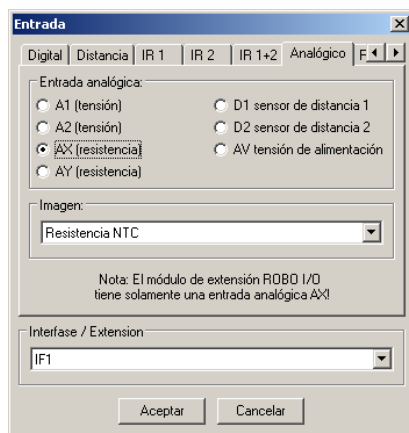 Entrada
Digital Distancia IR 1 IR 2 IR 1+2 Analógico F
Entrada analógica:
A1 (tensión) D1 sensor de distancia 1
A2 (tensión) D2 sensor de distancia 2
AX (resistencia) AV tensión de alimentación
AY (resistencia)
Imagen:
Resistencia NTC
Nota: El módulo de extensión ROBO I/O
tiene solamente una entrada analógica AX!
Interfase / Extension
IF1
Aceptar Cancelar